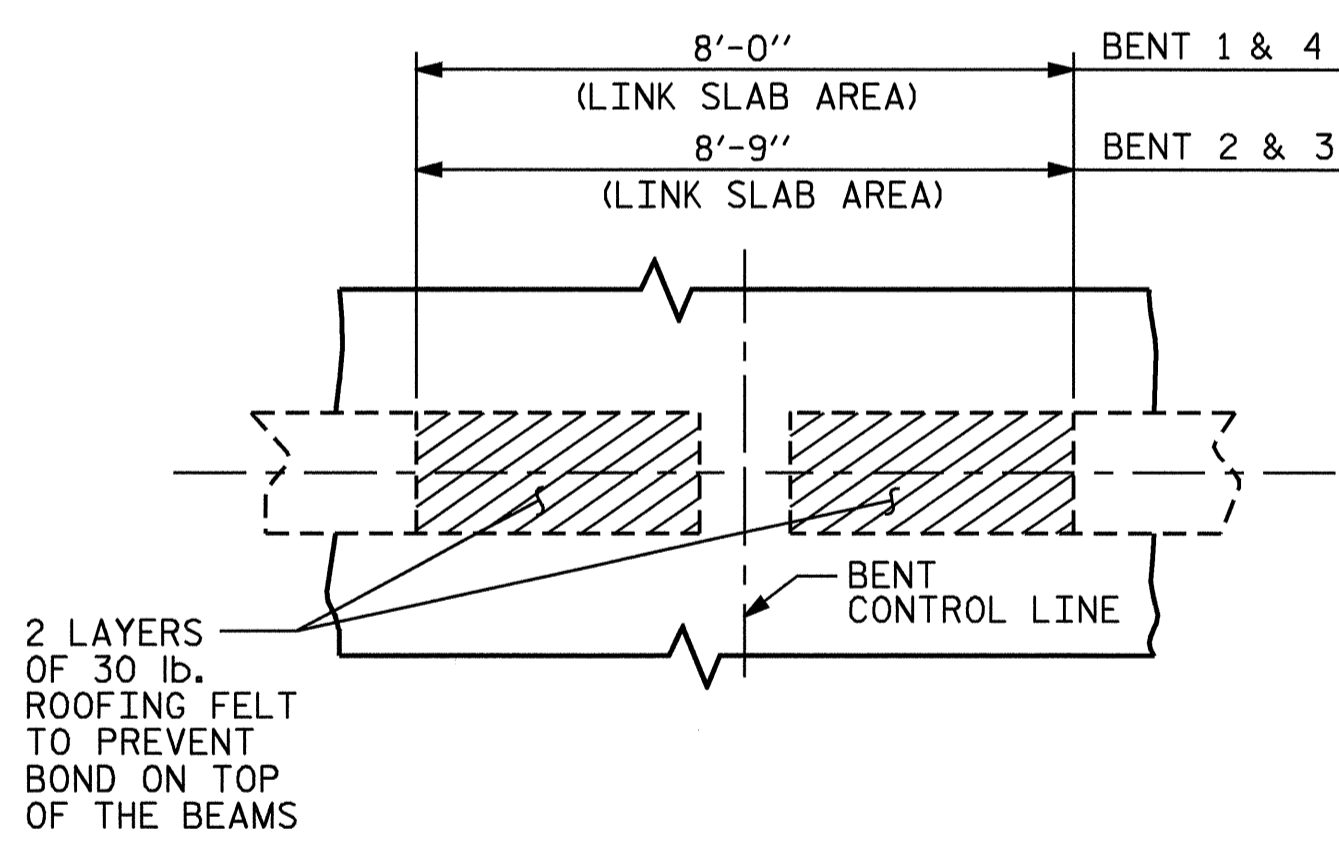 8'-0"
BENT 1 & 4
(LINK SLAB AREA)
8'-9"
BENT 2 & 3
(LINK SLAB AREA)
BENT
CONTROL LINE
2 LAYERS
OF 30 lb.
ROOFING FELT
TO PREVENT
BOND ON TOP
OF THE BEAMS